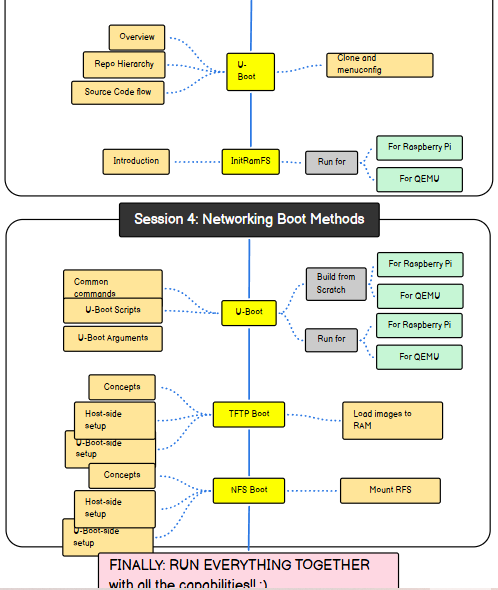 Overview
Repo Hierarchy
Source Code flow
U-
Boot
Clone and
menuconfig
Introduction
InitRamFS
Run for
For Raspberry Pi
For QEMU
Session 4: Networking Boot Methods
Common
commands
U-Boot Scripts
U-Boot Arguments
U-Boot
Build from
Scratch
For Raspberry Pi
For QEMU
Run for
For Raspberry Pi
For QEMU
Concepts
Host-side
setup
U-Boot-side
setup
TFTP Boot
Load images to
RAM
Concepts
Host-side
setup
U-Boot-side
setup
NFS Boot
Mount RFS
FINALLY: RUN EVERYTHING TOGETHER
with all the capabilities!! :)